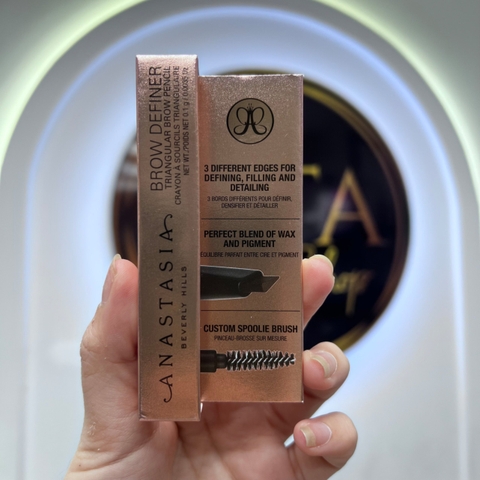 BROW DEFINER
TRIANGULAR BROW PENCIL
CRAYON À SOURCILS TRIANGULAIRE
ANASTASIA
BEVERLY HILLS
3 DIFFERENT EDGES FOR
DEFINING, FILLING AND
DETAILING
3 BORDS DIFFÉRENTS POUR DÉFINIR,
DENSIFIER ET DÉTAILLER
PERFECT BLEND OF WAX
AND PIGMENT
ÉQUILIBRE PARFAIT ENTRE CIRE ET PIGMENT
CUSTOM SPOOLIE BRUSH
PINCEAU-BROSSE SUR MESURE
A